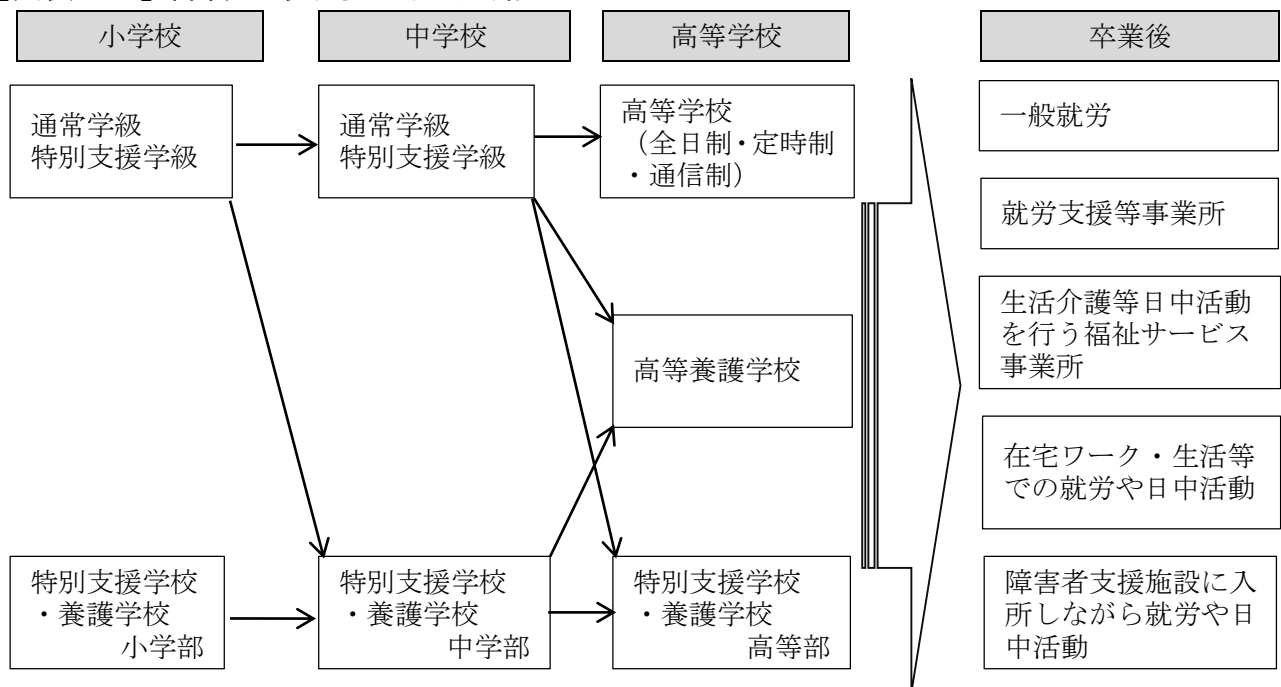 小学校
中学校
高等学校
卒業後
通常学級
特別支援学級
通常学級
特別支援学級
高等学校
（全日制・定時制
・通信制）
高等養護学校
特別支援学校
・養護学校
小学部
特別支援学校
・養護学校
中学部
特別支援学校
・養護学校
高等部
一般就労
就労支援等事業所
生活介護等日中活動
を行う福祉サービス
事業所
在宅ワーク・生活等
での就労や日中活動
障害者支援施設に入
所しながら就労や日
中活動